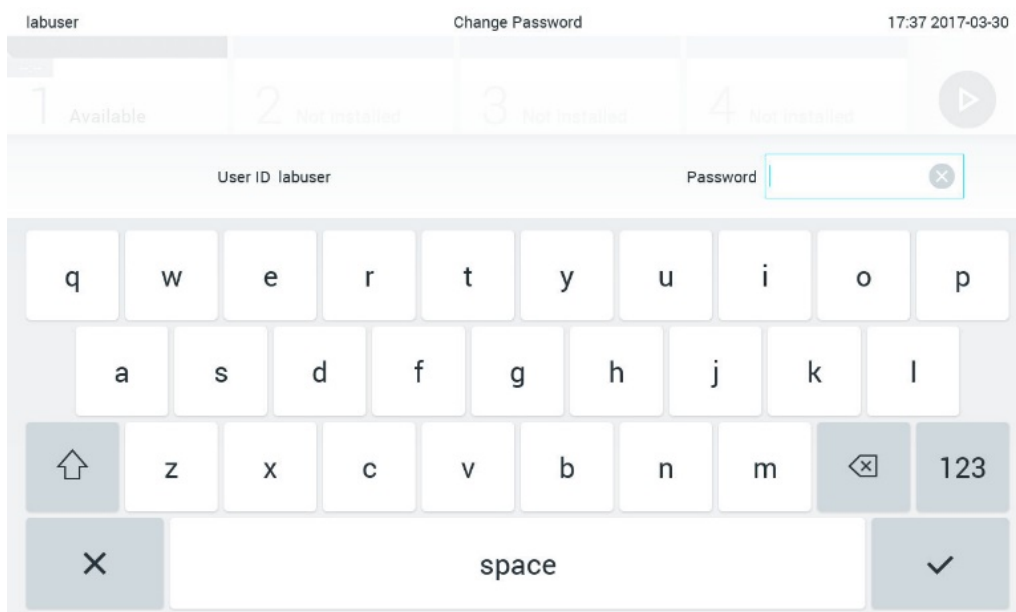 labuser Change Password 17:37 2017-03-30
1 Available 2 Not installed 3 Not installed 4 Not installed
User ID labuser Password
q w e r t y u i o p
a s d f g h j k l
z x c v b n m 123
space